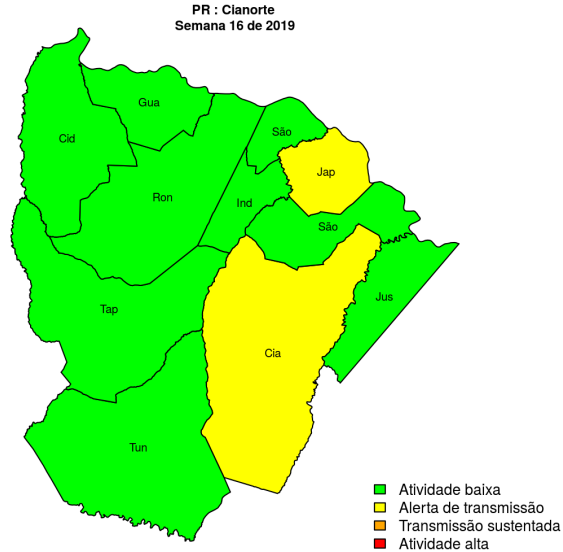 PR : Cianorte
Semana 16 de 2019
Gua
São
Cid
Jap
Ron
Ind
São
Jus
Tap
Cia
Tun
Atividade baixa
Alerta de transmissão
Transmissão sustentada
Atividade alta